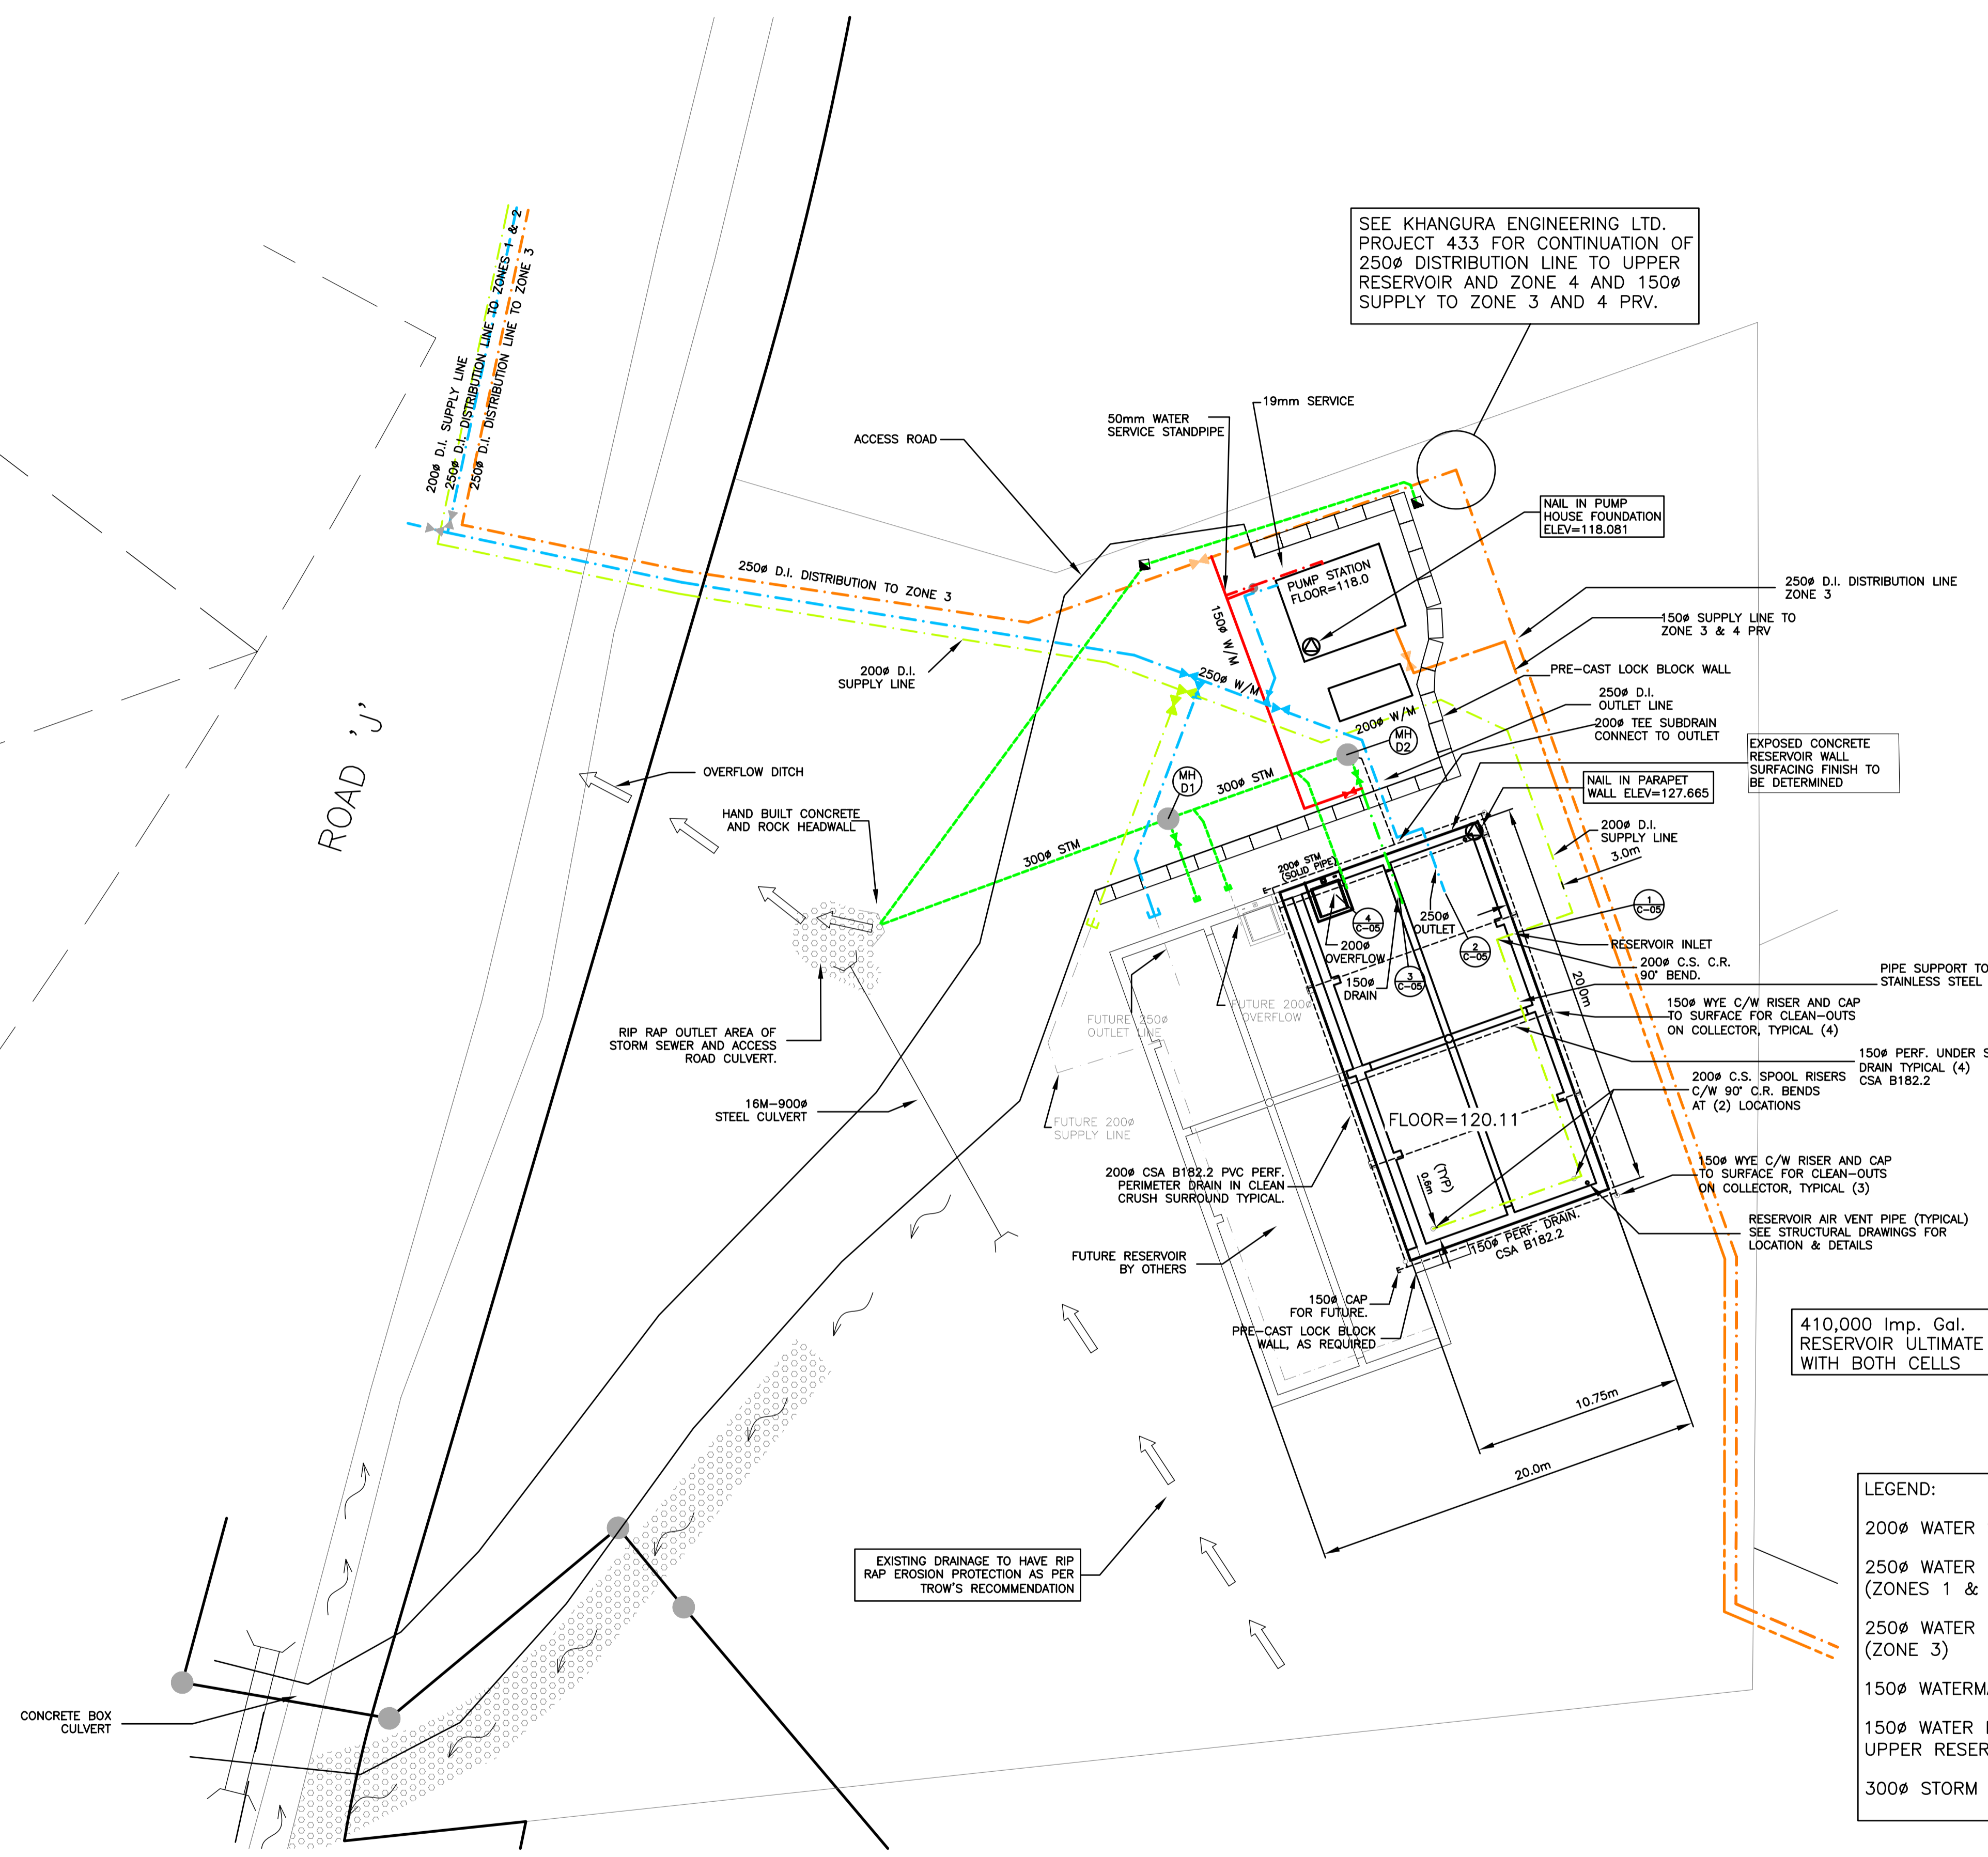 SEE KHANGURA ENGINEERING LTD.
PROJECT 433 FOR CONTINUATION OF
250ø DISTRIBUTION LINE TO UPPER
RESERVOIR AND ZONE 4 AND 150ø
SUPPLY TO ZONE 3 AND 4 PRV.
200ø D.I. SUPPLY LINE
250ø D.I. DISTRIBUTION LINE TO ZONES 1 & 2
250ø D.I. DISTRIBUTION LINE TO ZONE 3
ROAD 'J'
ACCESS ROAD
50mm WATER
SERVICE STANDPIPE
19mm SERVICE
NAIL IN PUMP
HOUSE FOUNDATION
ELEV=118.081
PUMP STATION
FLOOR=118.0
250ø D.I. DISTRIBUTION TO ZONE 3
200ø D.I.
SUPPLY LINE
150ø W/M
250ø W/M
200ø W/M
250ø D.I. DISTRIBUTION LINE
ZONE 3
150ø SUPPLY LINE TO
ZONE 3 & 4 PRV
PRE-CAST LOCK BLOCK WALL
250ø D.I.
OUTLET LINE
200ø TEE SUBDRAIN
CONNECT TO OUTLET
EXPOSED CONCRETE
RESERVOIR WALL
SURFACING FINISH TO
BE DETERMINED
NAIL IN PARAPET
WALL ELEV=127.665
200ø D.I.
SUPPLY LINE
3.0m
MH
D2
MH
D1
300ø STM
300ø STM
OVERFLOW DITCH
HAND BUILT CONCRETE
AND ROCK HEADWALL
200ø STM
(SOLID PIPE)
4
C-05
200ø
OVERFLOW
150ø
DRAIN
3
C-05
250ø
OUTLET
2
C-05
1
C-05
RESERVOIR INLET
200ø C.S. C.R.
90° BEND.
20.0m
PIPE SUPPORT TO
STAINLESS STEEL
150ø WYE C/W RISER AND CAP
TO SURFACE FOR CLEAN-OUTS
ON COLLECTOR, TYPICAL (4)
150ø PERF. UNDER S
DRAIN TYPICAL (4)
CSA B182.2
200ø C.S. SPOOL RISERS
C/W 90° C.R. BENDS
AT (2) LOCATIONS
FUTURE 200ø
OVERFLOW
FUTURE 250ø
OUTLET LINE
FUTURE 200ø
SUPPLY LINE
RIP RAP OUTLET AREA OF
STORM SEWER AND ACCESS
ROAD CULVERT.
16M-900ø
STEEL CULVERT
FLOOR=120.11
(TYP)
0.6m
200ø CSA B182.2 PVC PERF.
PERIMETER DRAIN IN CLEAN
CRUSH SURROUND TYPICAL.
150ø WYE C/W RISER AND CAP
TO SURFACE FOR CLEAN-OUTS
ON COLLECTOR, TYPICAL (3)
RESERVOIR AIR VENT PIPE (TYPICAL)
SEE STRUCTURAL DRAWINGS FOR
LOCATION & DETAILS
150ø PERF. DRAIN.
CSA B182.2
FUTURE RESERVOIR
BY OTHERS
150ø CAP
FOR FUTURE.
PRE-CAST LOCK BLOCK
WALL, AS REQUIRED
410,000 Imp. Gal.
RESERVOIR ULTIMATE
WITH BOTH CELLS
10.75m
20.0m
EXISTING DRAINAGE TO HAVE RIP
RAP EROSION PROTECTION AS PER
TROW'S RECOMMENDATION
CONCRETE BOX
CULVERT
LEGEND:
200ø WATER
250ø WATER
(ZONES 1 &
250ø WATER
(ZONE 3)
150ø WATERMA
150ø WATER
UPPER RESER
300ø STORM